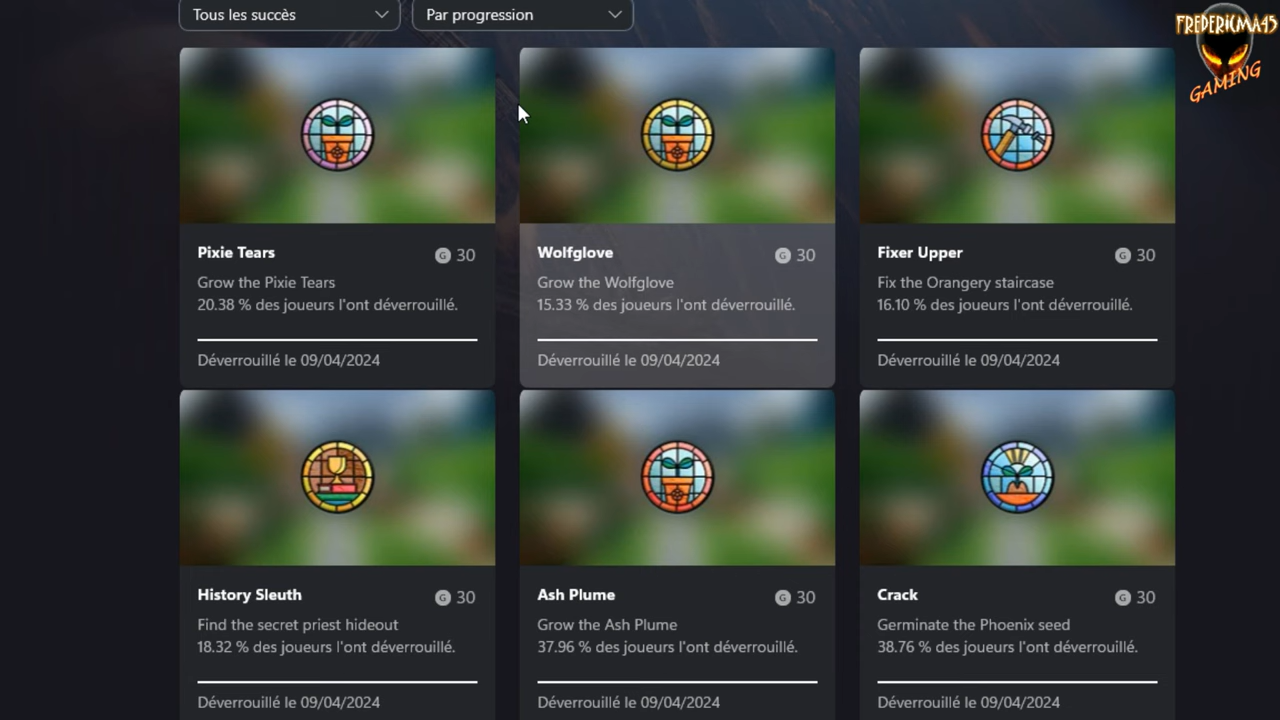 Tous les succès
Par progression
FREDERICMA45
GAMING
Pixie Tears
G 30
Grow the Pixie Tears
20.38 % des joueurs l'ont déverrouillé.
Déverrouillé le 09/04/2024
Wolfglove
G 30
Grow the Wolfglove
15.33 % des joueurs l'ont déverrouillé.
Déverrouillé le 09/04/2024
Fixer Upper
G 30
Fix the Orangery staircase
16.10 % des joueurs l'ont déverrouillé.
Déverrouillé le 09/04/2024
History Sleuth
G 30
Find the secret priest hideout
18.32 % des joueurs l'ont déverrouillé.
Déverrouillé le 09/04/2024
Ash Plume
G 30
Grow the Ash Plume
37.96 % des joueurs l'ont déverrouillé.
Déverrouillé le 09/04/2024
Crack
G 30
Germinate the Phoenix seed
38.76 % des joueurs l'ont déverrouillé.
Déverrouillé le 09/04/2024